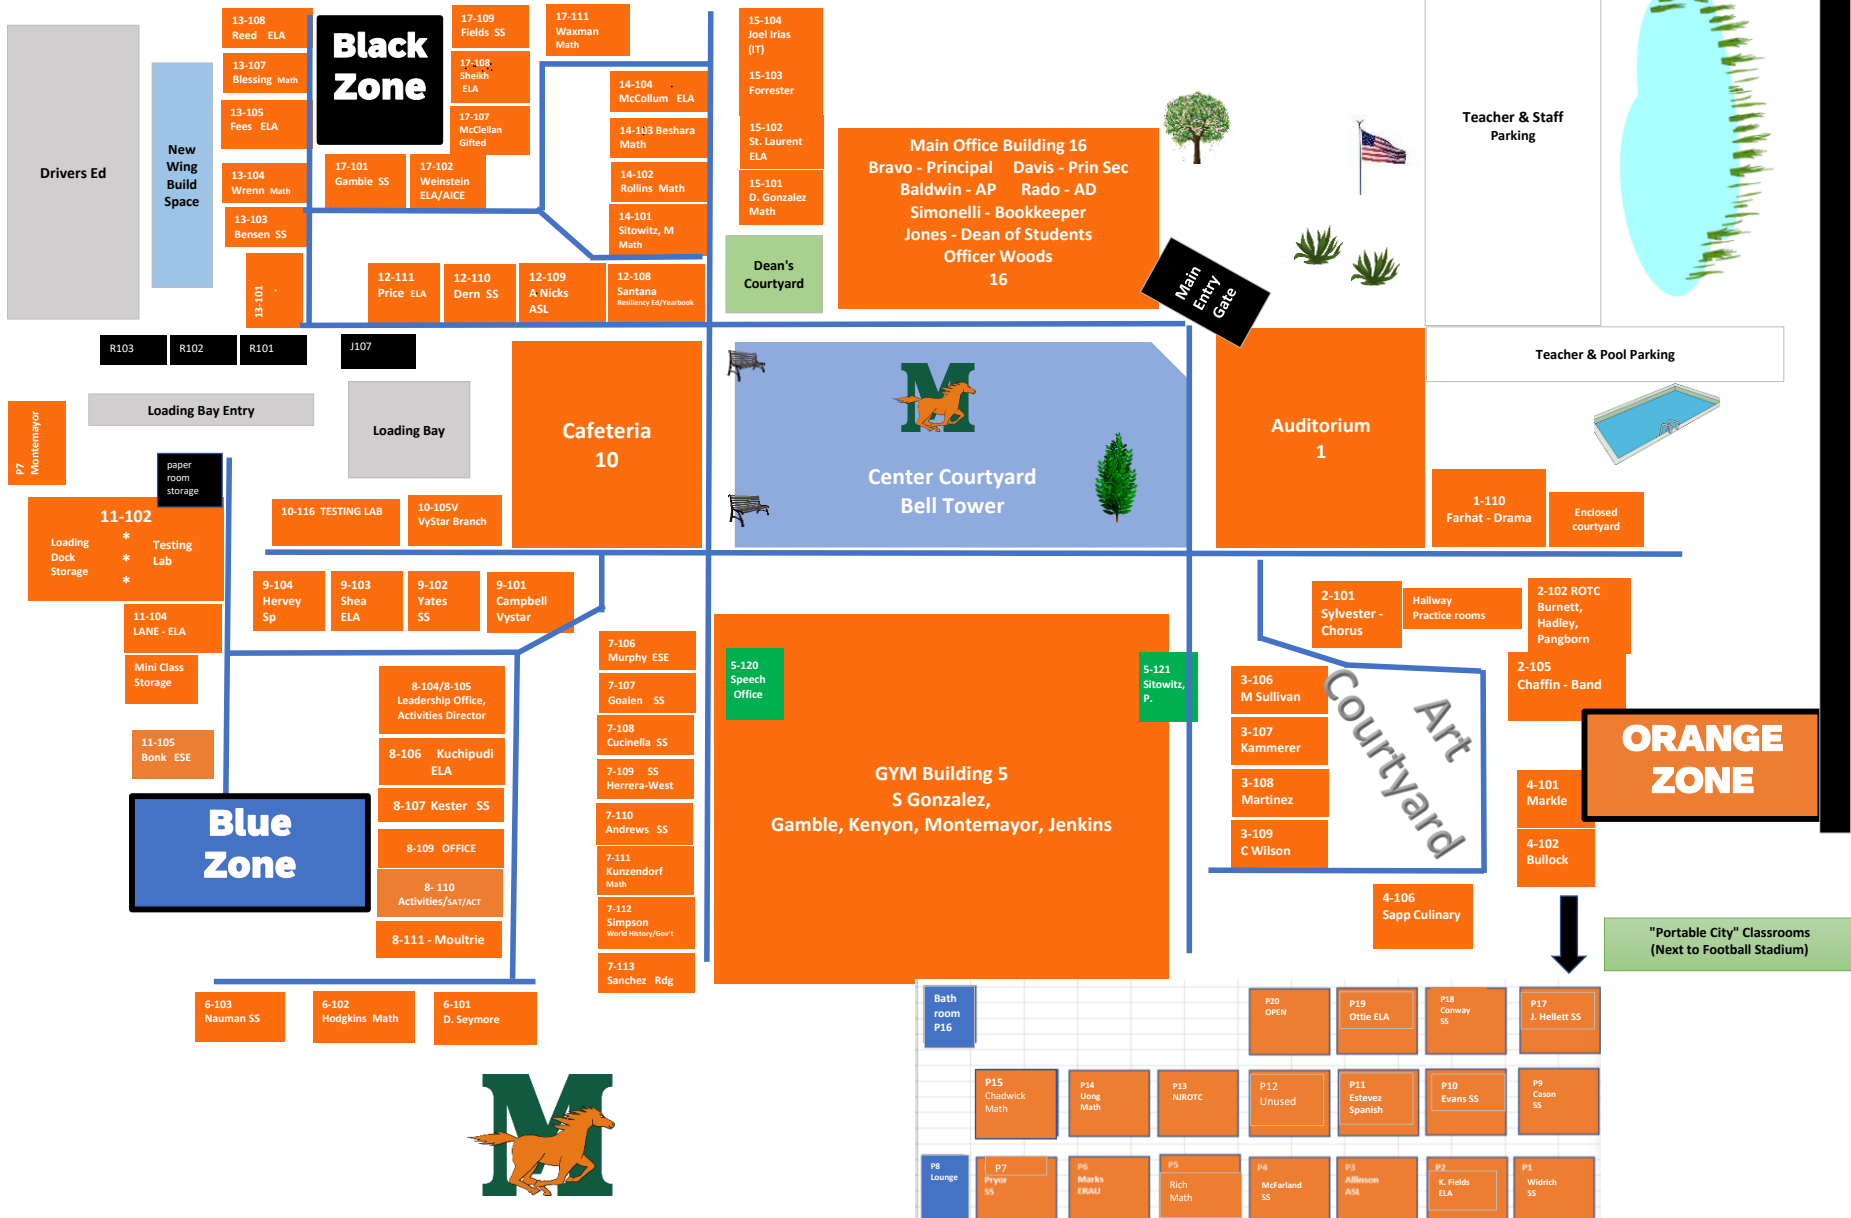 13-108
Reed ELA
13-107
Blessing Math
13-105
Fees ELA
13-104
Wrenn Math
13-103
Bensen SS
13-101
Drivers Ed
New
Wing
Build
Space
Black
Zone
17-109
Fields SS
17-108
Sheikh
ELA
17-107
McClellan
Gifted
17-111
Waxman
Math
17-101
Gamble SS
17-102
Weinstein
ELA/AICE
14-104
McCollum ELA
14-103 Beshara
Math
14-102
Rollins Math
14-101
Sitowitz, M
Math
15-104
Joel Irias
(IT)
15-103
Forrester
15-102
St. Laurent
ELA
15-101
D. Gonzalez
Math
Dean's
Courtyard
Main Office Building 16
Bravo - Principal Davis - Prin Sec
Baldwin - AP Rado - AD
Simonelli - Bookkeeper
Jones - Dean of Students
Officer Woods
16
Main
Entry
Gate
Teacher & Staff
Parking
Teacher & Pool Parking
12-111
Price ELA
12-110
Dern SS
12-109
A Nicks
ASL
12-108
Santana
Resiliency Ed/Yearbook
R103
R102
R101
J107
Loading Bay Entry
Loading Bay
P7
Montemayor
paper
room
storage
Cafeteria
10
M
Center Courtyard
Bell Tower
Auditorium
1
1-110
Farhat - Drama
Enclosed
courtyard
11-102
Loading
Dock
Storage
*
*
*
Testing
Lab
10-116 TESTING LAB
10-105V
VyStar Branch
11-104
LANE - ELA
Mini Class
Storage
11-105
Bonk ESE
9-104
Hervey
Sp
9-103
Shea
ELA
9-102
Yates
SS
9-101
Campbell
Vystar
8-104/8-105
Leadership Office,
Activities Director
8-106 Kuchipudi
ELA
8-107 Kester SS
8-109 OFFICE
8- 110
Activities/SAT/ACT
8-111 - Moultrie
Blue
Zone
7-106
Murphy ESE
7-107
Goalen SS
7-108
Cucinella SS
7-109 SS
Herrera-West
7-110
Andrews SS
7-111
Kunzendorf
Math
7-112
Simpson
World History/Gov't
7-113
Sanchez Rdg
5-120
Speech
Office
5-121
Sitowitz,
P.
GYM Building 5
S Gonzalez,
Gamble, Kenyon, Montemayor, Jenkins
2-101
Sylvester -
Chorus
Hallway
Practice rooms
2-102 ROTC
Burnett,
Hadley,
Pangborn
2-105
Chaffin - Band
3-106
M Sullivan
3-107
Kammerer
3-108
Martinez
3-109
C Wilson
Art
Courtyard
ORANGE
ZONE
4-101
Markle
4-102
Bullock
4-106
Sapp Culinary
"Portable City" Classrooms
(Next to Football Stadium)
6-103
Nauman SS
6-102
Hodgkins Math
6-101
D. Seymore
M
Bath
room
P16
P20
OPEN
P19
Ottie ELA
P18
Conway
SS
P17
J. Hellett SS
P15
Chadwick
Math
P14
Uong
Math
P13
NJROTC
P12
Unused
P11
Estevez
Spanish
P10
Evans SS
P9
Cason
SS
P8
Lounge
P7
Pryor
SS
P6
Marks
ERAU
P5
Rich
Math
P4
McFarland
SS
P3
Allinson
ASL
P2
K. Fields
ELA
P1
Widrich
SS